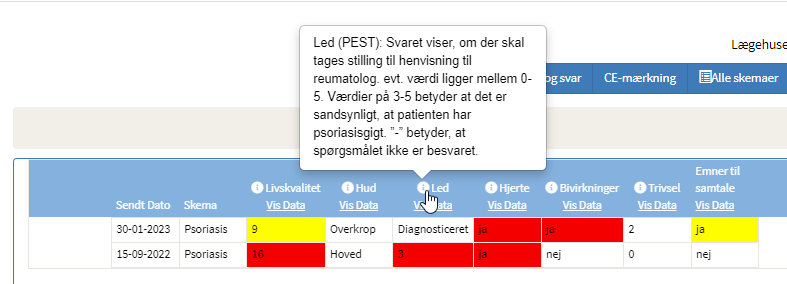 Led (PEST): Svaret viser, om der skal
tages stilling til henvisning til
reumatolog. evt. værdi ligger mellem 0-
5. Værdier på 3-5 betyder at det er
sandsynligt, at patienten har
psoriasisgigt. "-" betyder, at
spørgsmålet ikke er besvaret.
Lægehuse
og svar CE-mærkning Alle skemaer
Sendt Dato Skema Livskvalitet Vis Data Hud Vis Data Led Vis Data Hjerte Vis Data Bivirkninger Vis Data Trivsel Vis Data Emner til samtale Vis Data
30-01-2023 Psoriasis 9 Overkrop Diagnosticeret ja ja 2 ja
15-09-2022 Psoriasis 16 Hoved 3 ja nej 0 nej